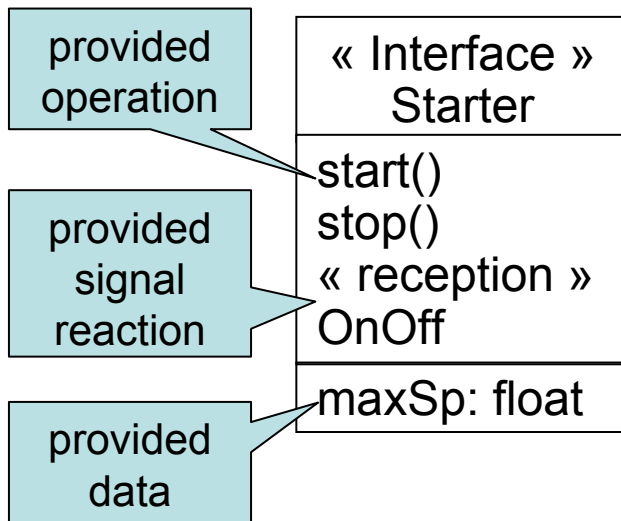 provided
operation
« Interface »
Starter
start()
stop()
« reception »
OnOff
provided
signal
reaction
maxSp: float
provided
data